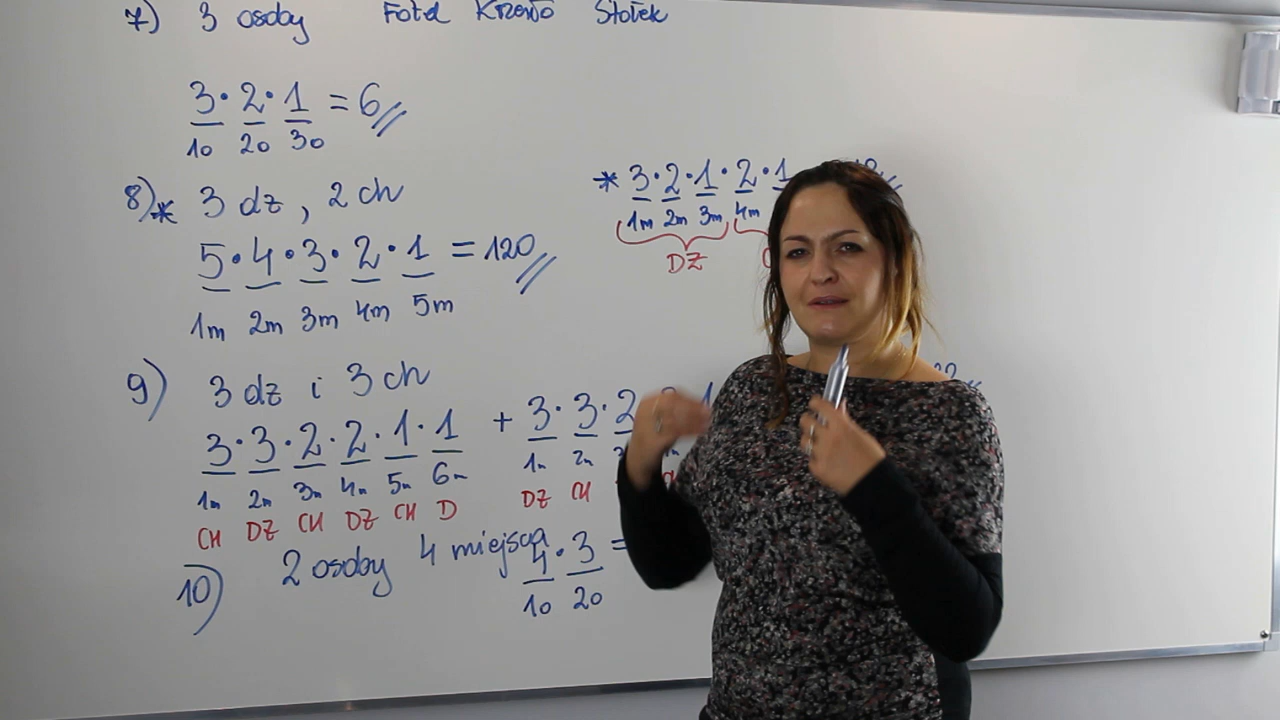 7) 3 osoby Fotel Krzesło Stołek
3 · 2 · 1 = 6
1o 2o 3o
8)* 3 dz, 2 ch
5 · 4 · 3 · 2 · 1 = 120
1m 2m 3m 4m 5m
* 3 · 2 · 1 · 2 · 1
1m 2m 3m 4m
DZ
9) 3 dz i 3 ch
3 · 3 · 2 · 2 · 1 · 1 + 3 · 3 · 2
1m 2m 3m 4m 5m 6m 1m 2m
CH DZ CH DZ CH D DZ CH
10) 2 osoby 4 miejsca 4 · 3 =
1o 2o